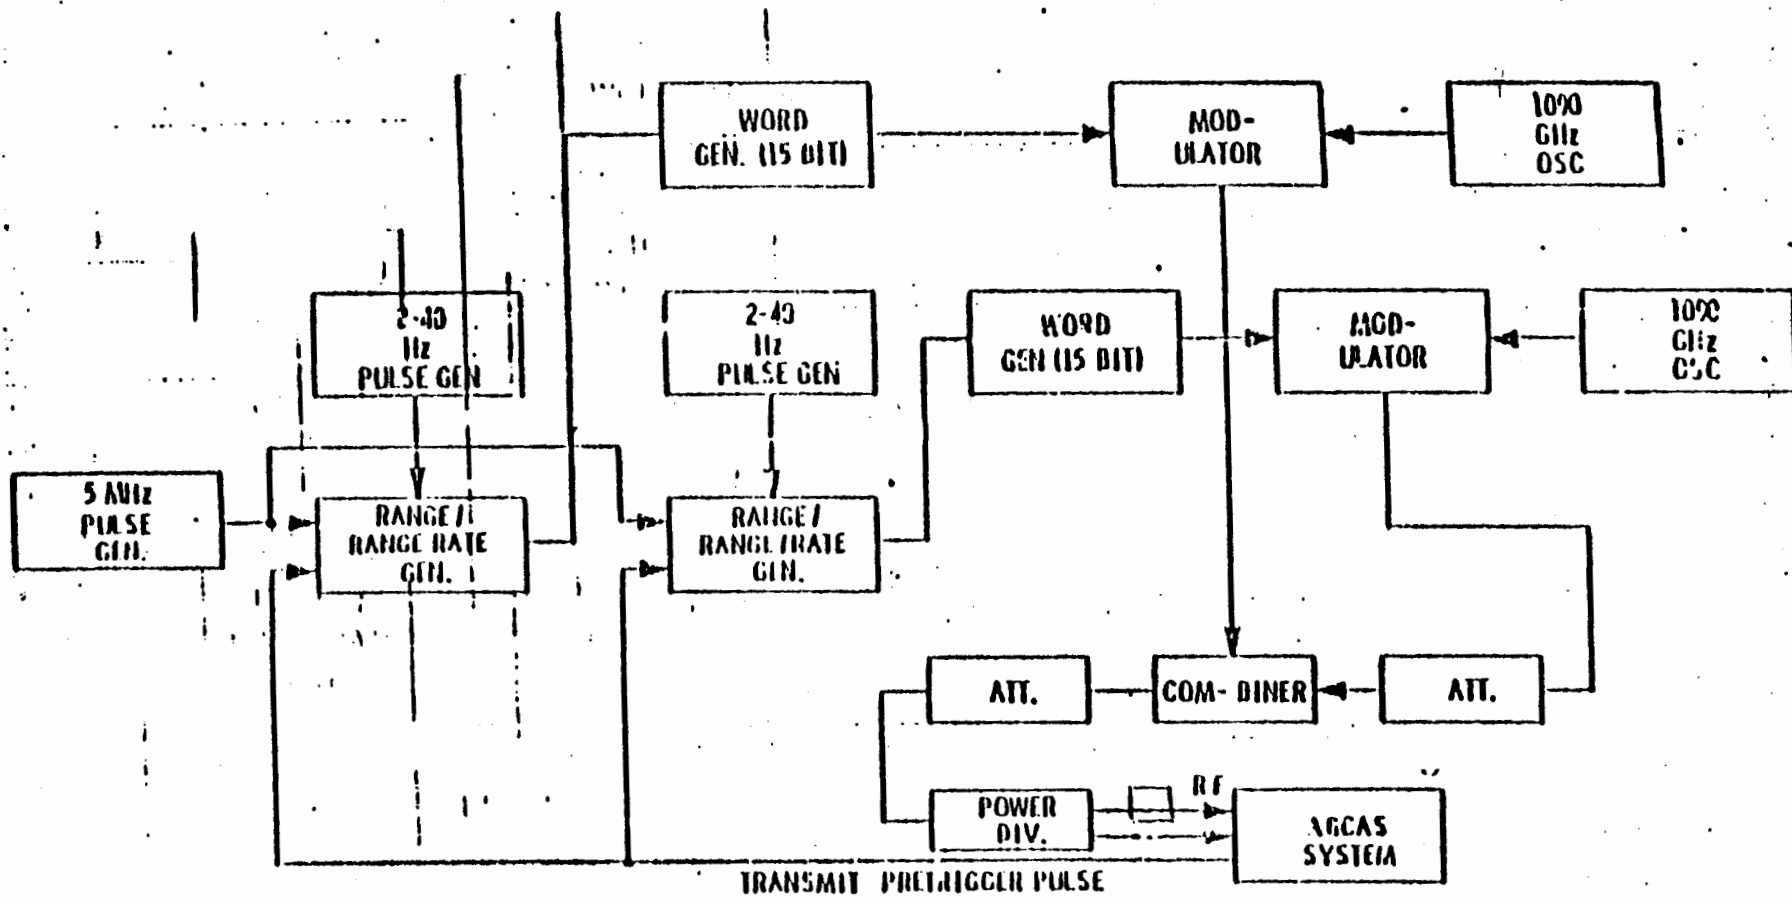 WORD
GEN. (15 BIT)
MOD-
ULATOR
1090
GHz
OSC
2-40
Hz
PULSE GEN
2-40
Hz
PULSE GEN
WORD
GEN (15 BIT)
MOD-
ULATOR
1090
GHz
OSC
5 MHz
PULSE
GEN.
RANGE/
RANGE RATE
GEN.
RANGE/
RANGE/RATE
GEN.
ATT.
COM- BINER
ATT.
POWER
DIV.
RF
AGCAS
SYSTEM
TRANSMIT PRETRIGGER PULSE